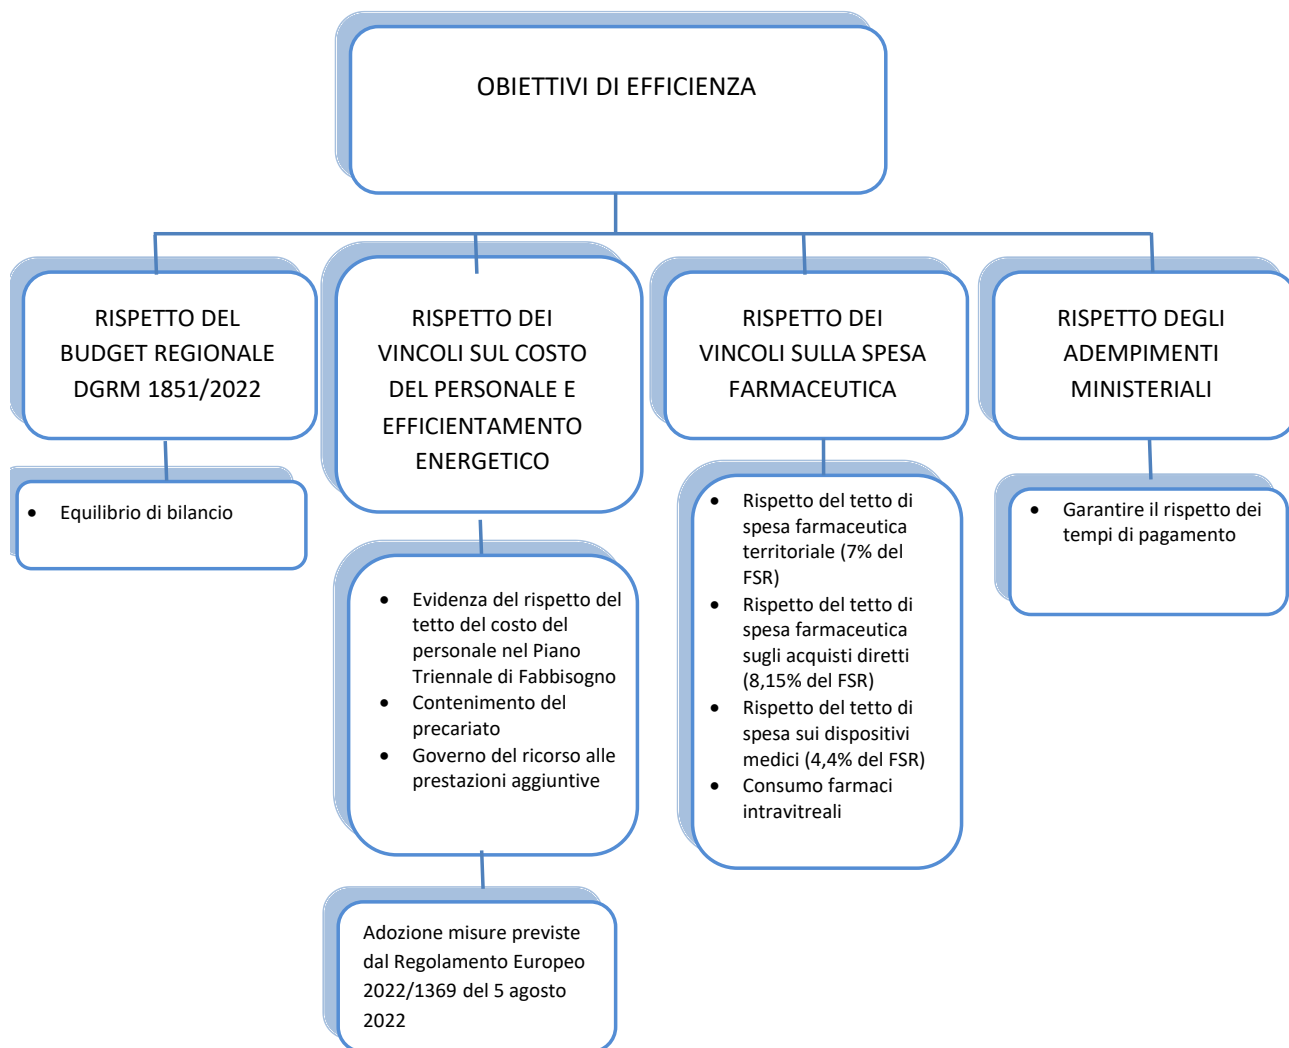 OBIETTIVI DI EFFICIENZA
RISPETTO DEL
BUDGET REGIONALE
DGRM 1851/2022
• Equilibrio di bilancio
RISPETTO DEI
VINCOLI SUL COSTO
DEL PERSONALE E
EFFICIENTAMENTO
ENERGETICO
• Evidenza del rispetto del
tetto del costo del
personale nel Piano
Triennale di Fabbisogno
• Contenimento del
precariato
• Governo del ricorso alle
prestazioni aggiuntive
Adozione misure previste
dal Regolamento Europeo
2022/1369 del 5 agosto
2022
RISPETTO DEI
VINCOLI SULLA SPESA
FARMACEUTICA
• Rispetto del tetto di
spesa farmaceutica
territoriale (7% del
FSR)
• Rispetto del tetto di
spesa farmaceutica
sugli acquisti diretti
(8,15% del FSR)
• Rispetto del tetto di
spesa sui dispositivi
medici (4,4% del FSR)
• Consumo farmaci
intravitreali
RISPETTO DEGLI
ADEMPIMENTI
MINISTERIALI
• Garantire il rispetto dei
tempi di pagamento